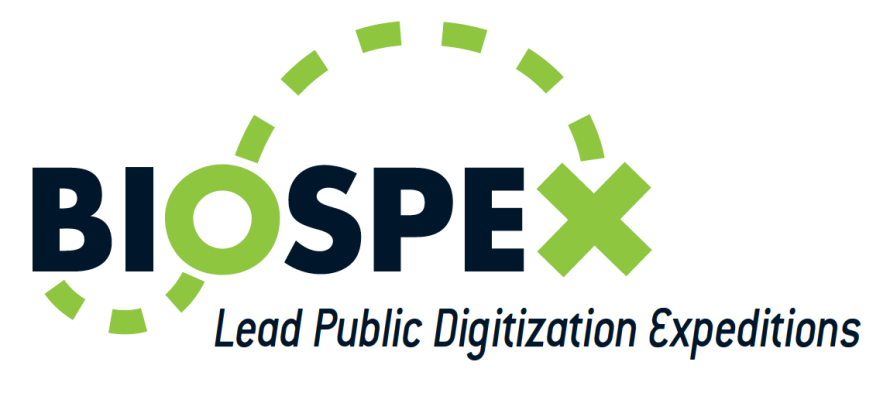 BIOSPEX
Lead Public Digitization Expeditions